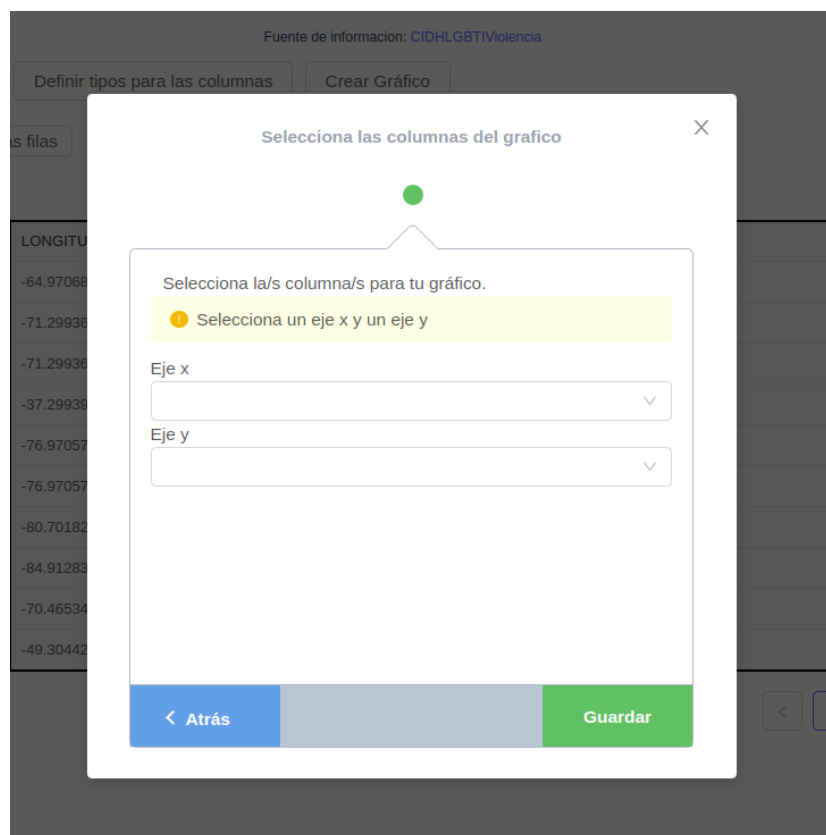 Fuente de informacion: CIDHLGBTIViolencia
Definir tipos para las columnas
Crear Gráfico
filas
Selecciona las columnas del grafico
LONGITU
-64.97068
-71.29936
-71.29936
-37.29939
-76.97057
-76.97057
-80.70182
-84.91283
-70.46534
-49.30442
Selecciona la/s columna/s para tu gráfico.
Selecciona un eje x y un eje y
Eje x
Eje y
Atrás
Guardar